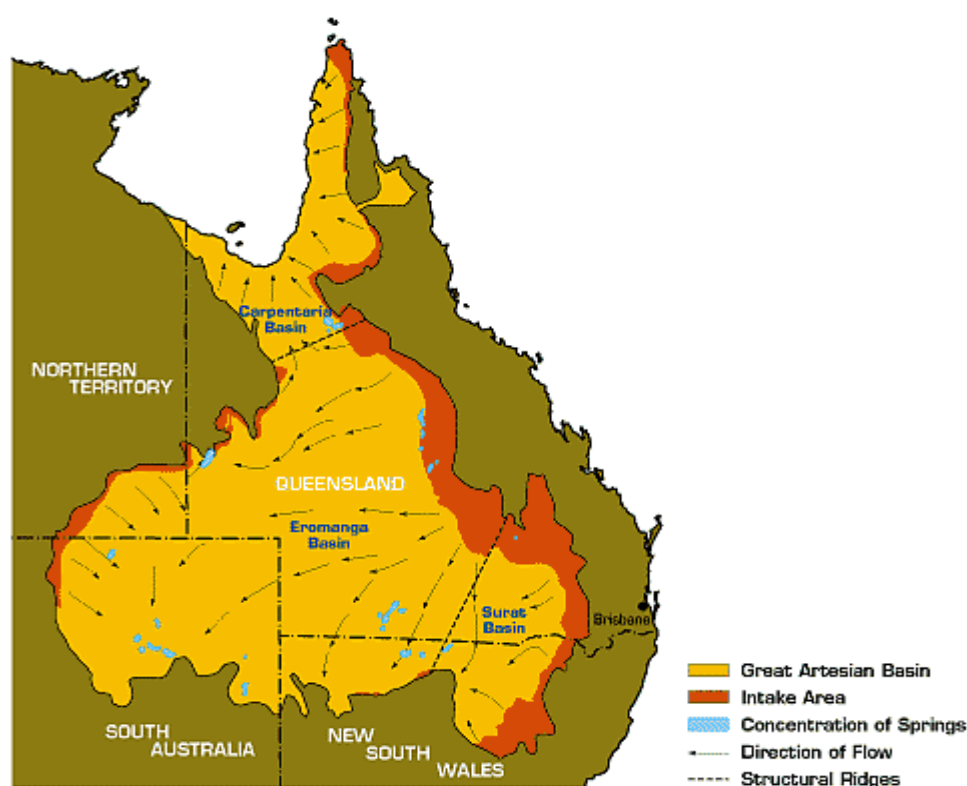 Carpentaria
Basin
NORTHERN
TERRITORY
QUEENSLAND
Eromanga
Basin
Surat
Basin
Brisbane
SOUTH
AUSTRALIA
NEW
SOUTH
WALES
Great Artesian Basin
Intake Area
Concentration of Springs
Direction of Flow
Structural Ridges